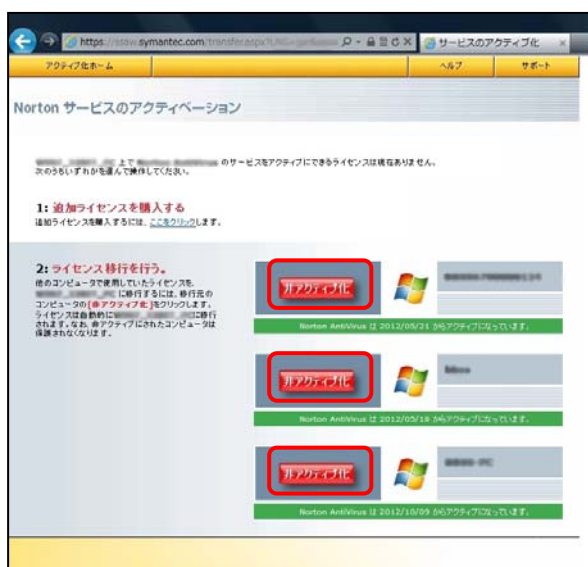 https://ssaw.symantec.com/transfer.aspx
サービスのアクティブ化
アクティブ化ホーム
ヘルプ
サポート
Norton サービスのアクティベーション
上で のサービスをアクティブにできるライセンスは現在ありません。
次のうちいずれかを選んで操作してください。
1: 追加ライセンスを購入する
追加ライセンスを購入するには、ここをクリックします。
2: ライセンス移行を行う。
他のコンピュータで使用していたライセンスを
に移行するには、移行元の
コンピュータの[非アクティブ化]をクリックします。
ライセンスは自動的に に移行
されます。なお、非アクティブにされたコンピュータは
保護されなくなります。
非アクティブ化
Norton AntiVirus は 2012/05/21 からアクティブになっています。
非アクティブ化
Norton AntiVirus は 2012/05/18 からアクティブになっています。
非アクティブ化
Norton AntiVirus は 2012/10/09 からアクティブになっています。